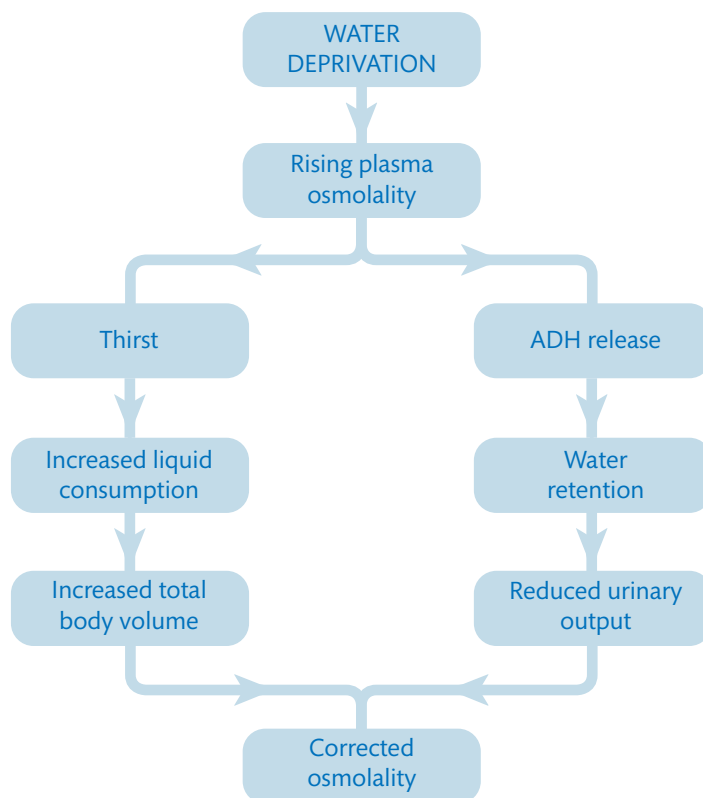 WATER
DEPRIVATION
Rising plasma
osmolality
Thirst
ADH release
Increased liquid
consumption
Water
retention
Increased total
body volume
Reduced urinary
output
Corrected
osmolality